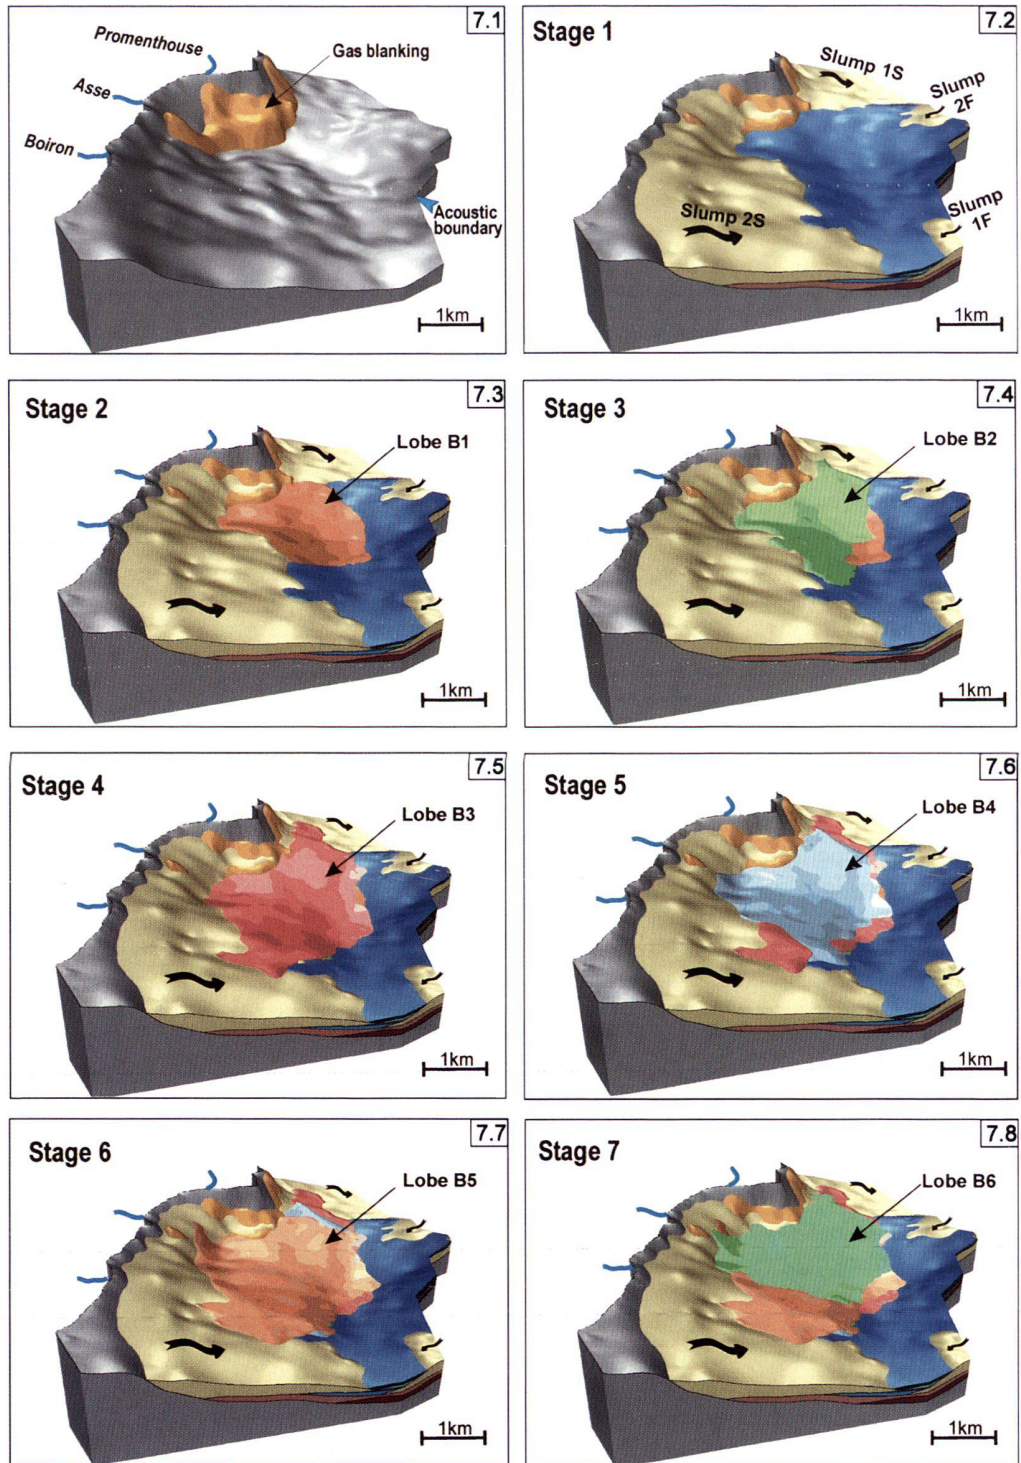 7.1
Promenthouse
Gas blanking
Asse
Boiron
Acoustic
boundary
1km
7.2
Stage 1
Slump 1S
Slump
2F
Slump 2S
Slump
1F
1km
7.3
Stage 2
Lobe B1
1km
7.4
Stage 3
Lobe B2
1km
7.5
Stage 4
Lobe B3
1km
7.6
Stage 5
Lobe B4
1km
7.7
Stage 6
Lobe B5
1km
7.8
Stage 7
Lobe B6
1km